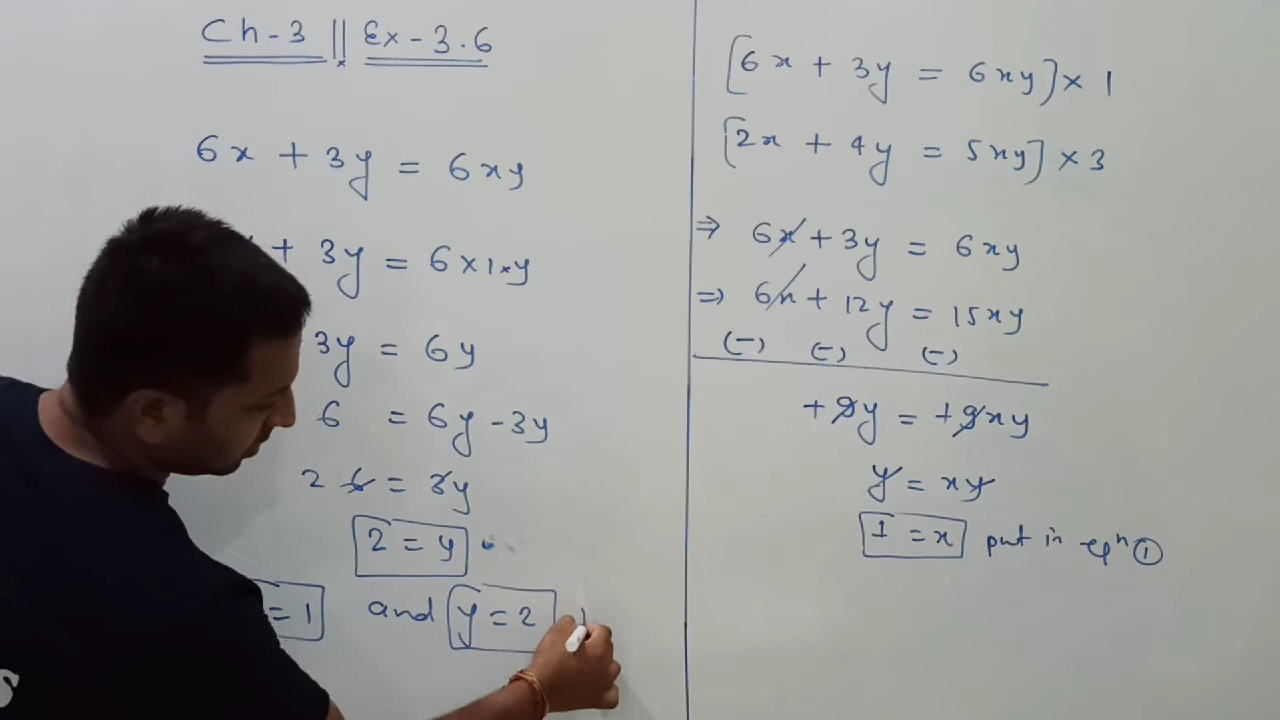 Ch-3 || Ex-3.6
6x + 3y = 6xy
+ 3y = 6×1×y
3y = 6y
6 = 6y - 3y
2 6 = 3y
2 = y
= 1 and y = 2
[6x + 3y = 6xy] × 1
[2x + 4y = 5xy] × 3
⇒ 6x + 3y = 6xy
⇒ 6x + 12y = 15xy
(-) (-) (-)
+9y = +9xy
y = xy
1 = x put in eqⁿ ①
S